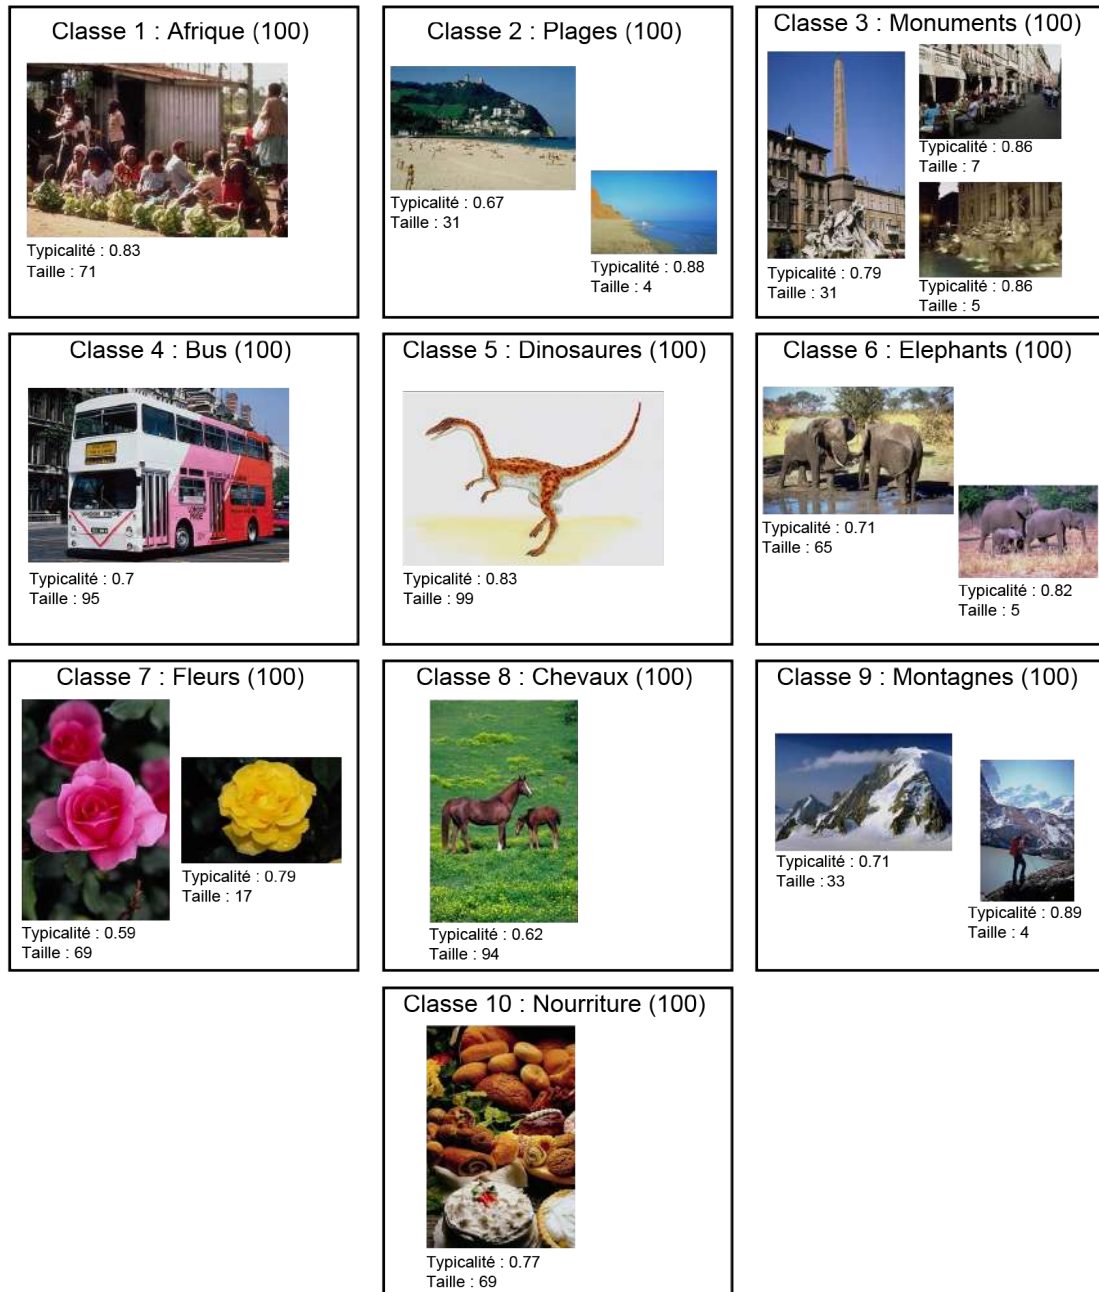 Classe 1 : Afrique (100)
Typicalité : 0.83
Taille : 71
Classe 2 : Plages (100)
Typicalité : 0.67
Taille : 31
Typicalité : 0.88
Taille : 4
Classe 3 : Monuments (100)
Typicalité : 0.79
Taille : 31
Typicalité : 0.86
Taille : 7
Typicalité : 0.86
Taille : 5
Classe 4 : Bus (100)
Typicalité : 0.7
Taille : 95
Classe 5 : Dinosaures (100)
Typicalité : 0.83
Taille : 99
Classe 6 : Elephants (100)
Typicalité : 0.71
Taille : 65
Typicalité : 0.82
Taille : 5
Classe 7 : Fleurs (100)
Typicalité : 0.59
Taille : 69
Typicalité : 0.79
Taille : 17
Classe 8 : Chevaux (100)
Typicalité : 0.62
Taille : 94
Classe 9 : Montagnes (100)
Typicalité : 0.71
Taille : 33
Typicalité : 0.89
Taille : 4
Classe 10 : Nourriture (100)
Typicalité : 0.77
Taille : 69